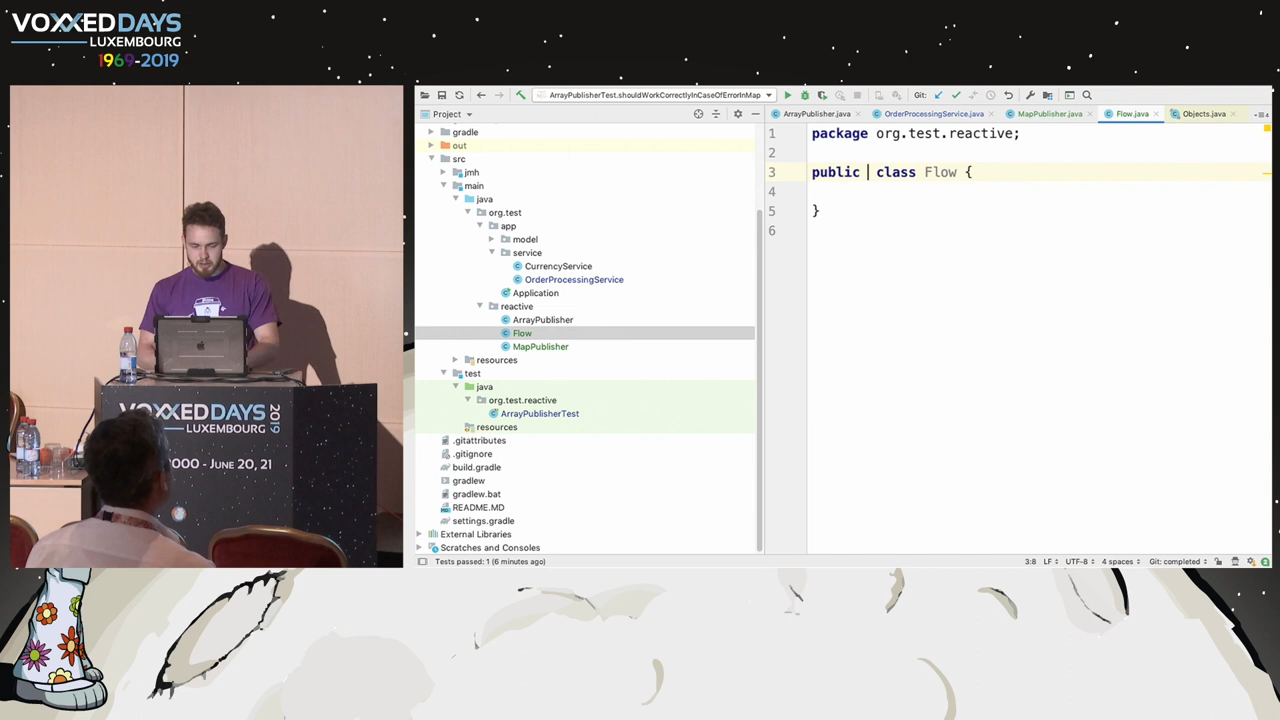 VOXXEDDAYS
LUXEMBOURG
1969-2019
VOXXEDDAYS 2019
LUXEMBOURG
000 - JUNE 20, 21
ArrayPublisherTest.shouldWorkCorrectlyInCaseOfErrorInMap
Git:
Project
gradle
out
src
jmh
main
java
org.test
app
model
service
CurrencyService
OrderProcessingService
Application
reactive
ArrayPublisher
Flow
MapPublisher
resources
test
java
org.test.reactive
ArrayPublisherTest
resources
.gitattributes
.gitignore
build.gradle
gradlew
gradlew.bat
README.MD
settings.gradle
External Libraries
Scratches and Consoles
ArrayPublisher.java
OrderProcessingService.java
MapPublisher.java
Flow.java
Objects.java
4
1 package org.test.reactive;
2
3 public class Flow {
4
5 }
6
Tests passed: 1 (6 minutes ago)
3:8 LF UTF-8 4 spaces Git: completed